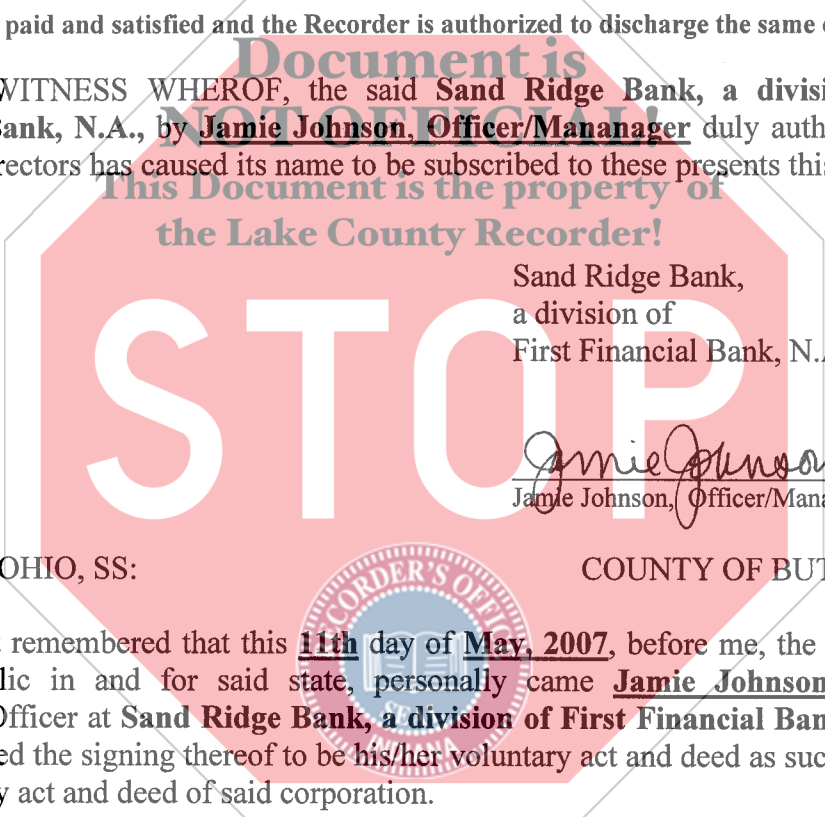 paid and satisfied and the Recorder is authorized to discharge the same
Document is
WITNESS WHEROF, the said Sand Ridge Bank, a divisi
NOT OFFICIAL!
Bank, N.A., by Jamie Johnson, Officer/Mananager duly auth
rectors has caused its name to be subscribed to these presents this
This Document is the property of
the Lake County Recorder!
Sand Ridge Bank,
a division of
First Financial Bank, N.A
STOP
Jamie Johnson
Jamie Johnson, Officer/Mana
OHIO, SS:
COUNTY OF BUT
RECORDER'S OFFICE
remembered that this 11th day of May, 2007, before me, the
lic in and for said state, personally came Jamie Johnson
Officer at Sand Ridge Bank, a division of First Financial Ban
SEAL
ed the signing thereof to be his/her voluntary act and deed as suc
y act and deed of said corporation.